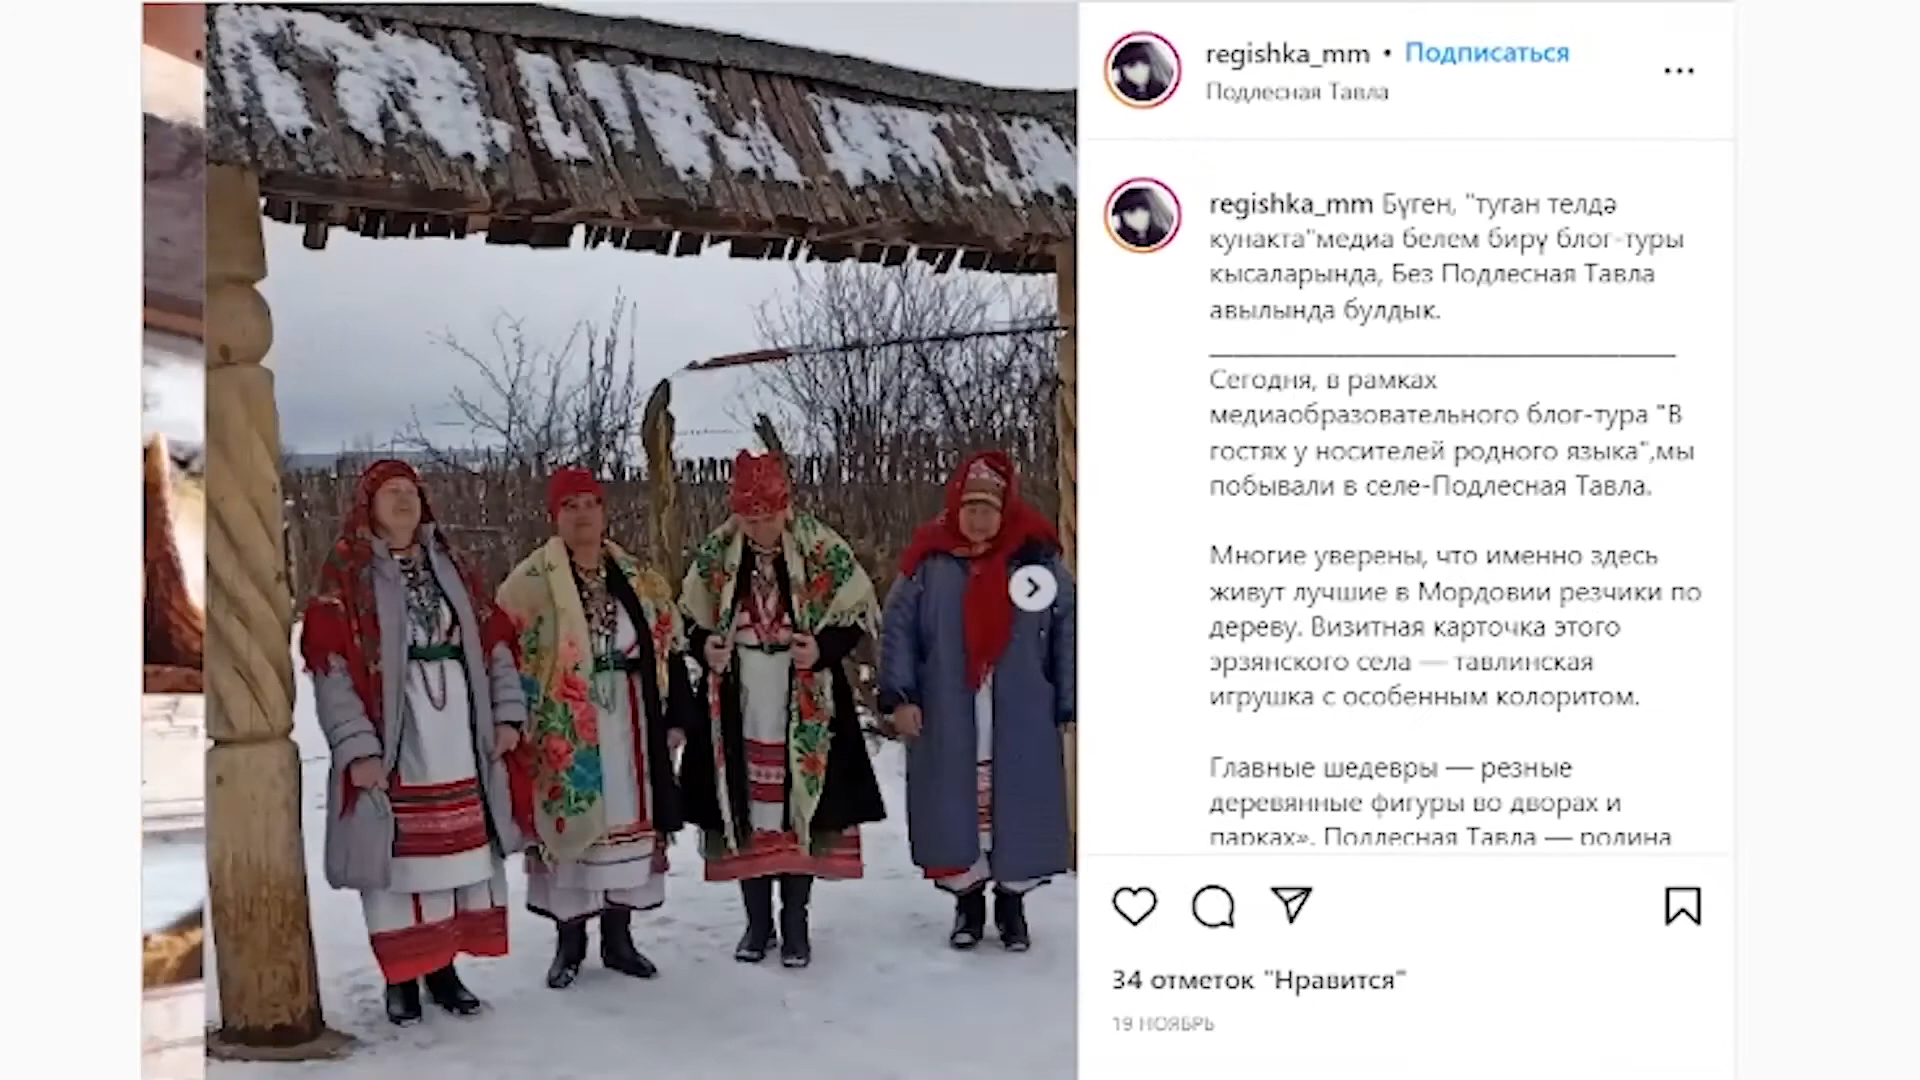 regishka_mm • Подписаться
Подлесная Тавла
regishka_mm Бүген, "туган телдә
кунакта"медиа белем бирү блог-туры
кысаларында, Без Подлесная Тавла
авылында булдык.
Сегодня, в рамках
медиаобразовательного блог-тура "В
гостях у носителей родного языка",мы
побывали в селе-Подлесная Тавла.
Многие уверены, что именно здесь
живут лучшие в Мордовии резчики по
дереву. Визитная карточка этого
эрзянского села — тавлинская
игрушка с особенным колоритом.
Главные шедевры — резные
деревянные фигуры во дворах и
парках». Подлесная Тавла — родина
34 отметок "Нравится"
19 НОЯБРЬ